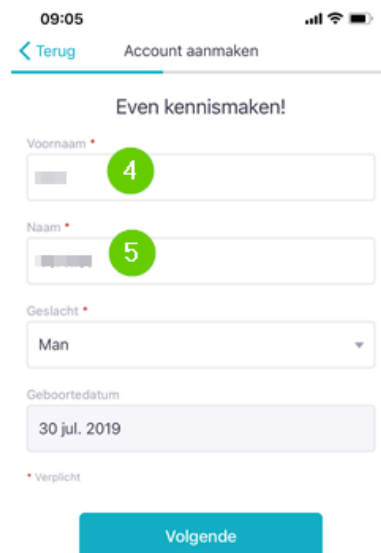 09:05
Terug Account aanmaken
Even kennismaken!
Voornaam *
4
Naam *
5
Geslacht *
Man
Geboortedatum
30 jul. 2019
* Verplicht
Volgende